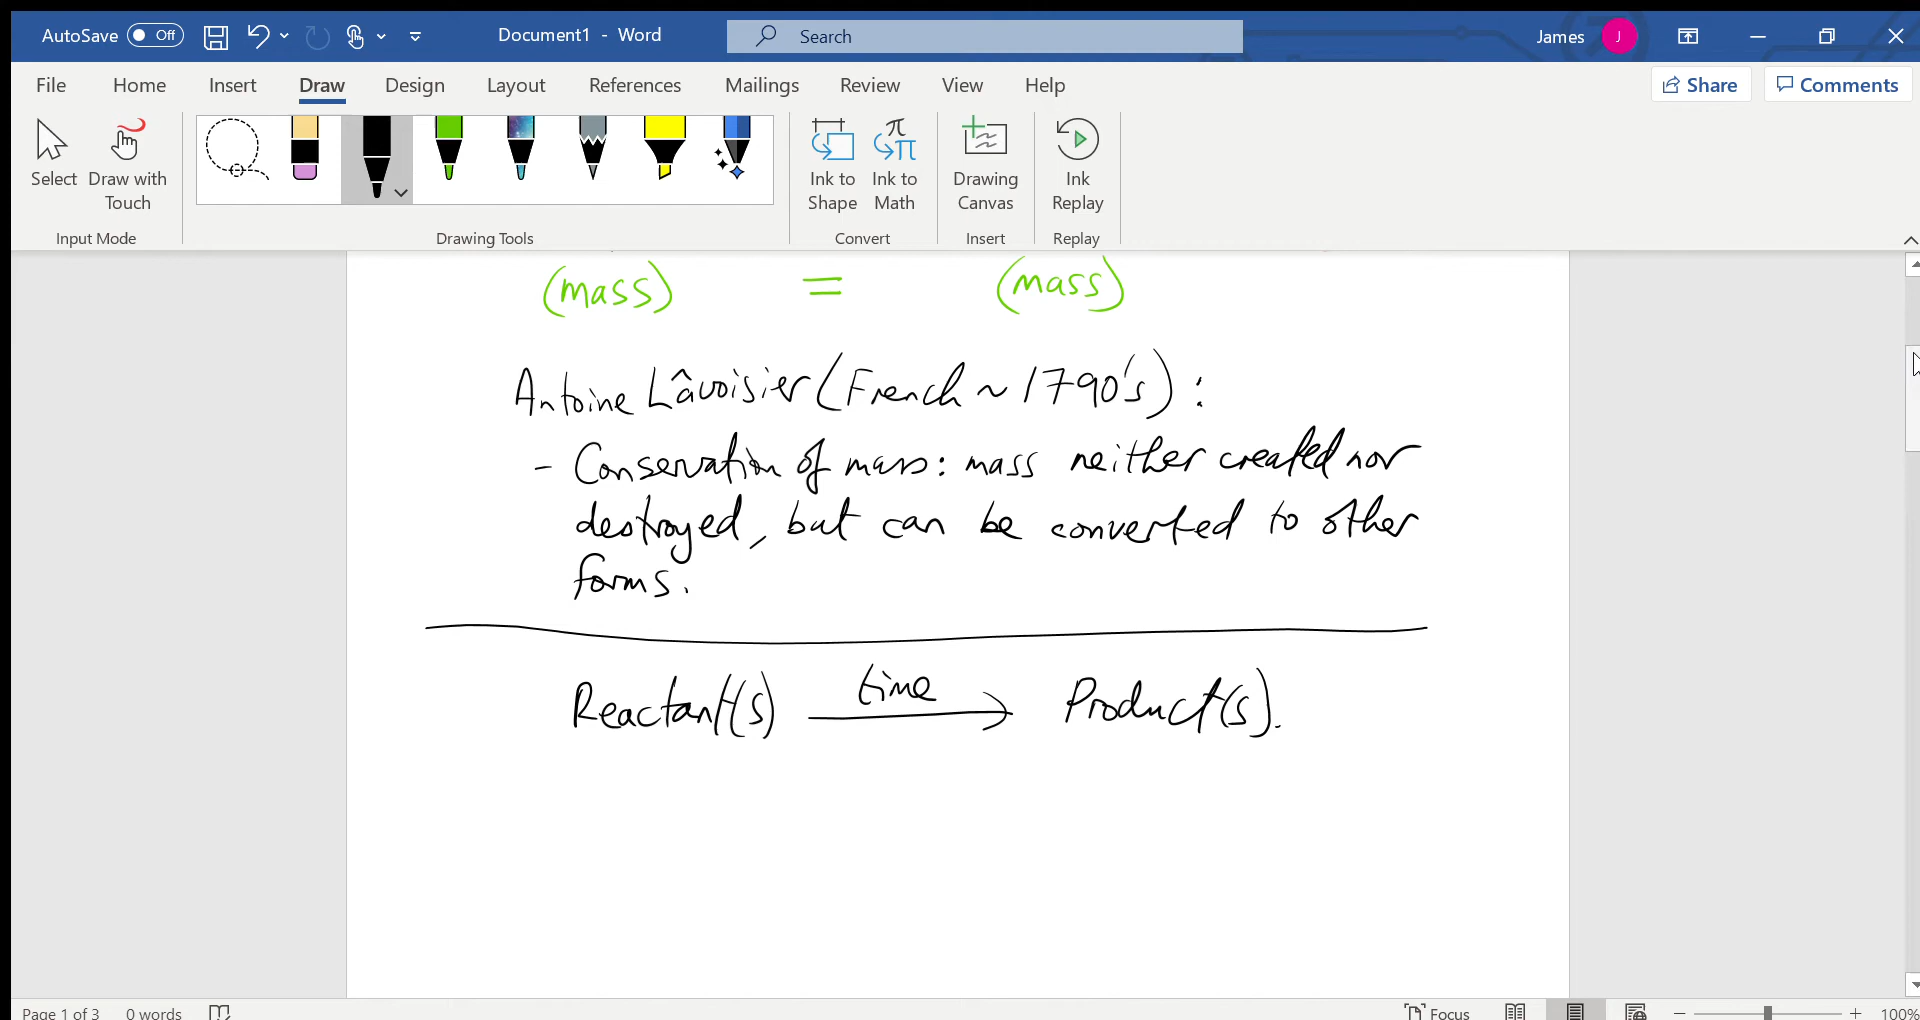 AutoSave Off Document1 - Word Search James J
File Home Insert Draw Design Layout References Mailings Review View Help Share Comments
Select Draw with Touch Ink to Shape Ink to Math Drawing Canvas Ink Replay
Input Mode Drawing Tools Convert Insert Replay
(mass) = (mass)
Antoine Lâvoisier (French ~ 1790's) :
- Conservation of mass : mass neither created nor
destroyed, but can be converted to other
forms.
Reactant(s) time → Product(s).
Page 1 of 3 0 words Focus 100%